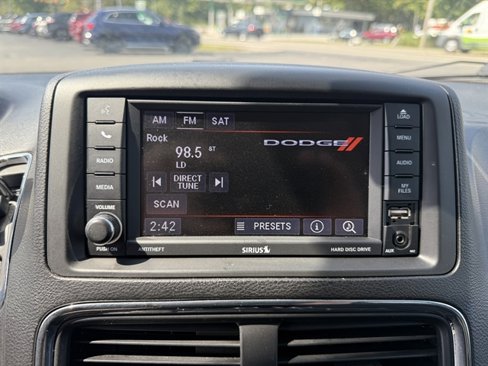 AM FM SAT
LOAD
Rock
98.5 ST
DODGE
LD
MENU
RADIO
DIRECT
TUNE
AUDIO
MEDIA
MY
FILES
SCAN
VOLUME
2:42 PRESETS
PUSH ON
ANTITHEFT
SIRIUS
HARD DISC DRIVE
AUX